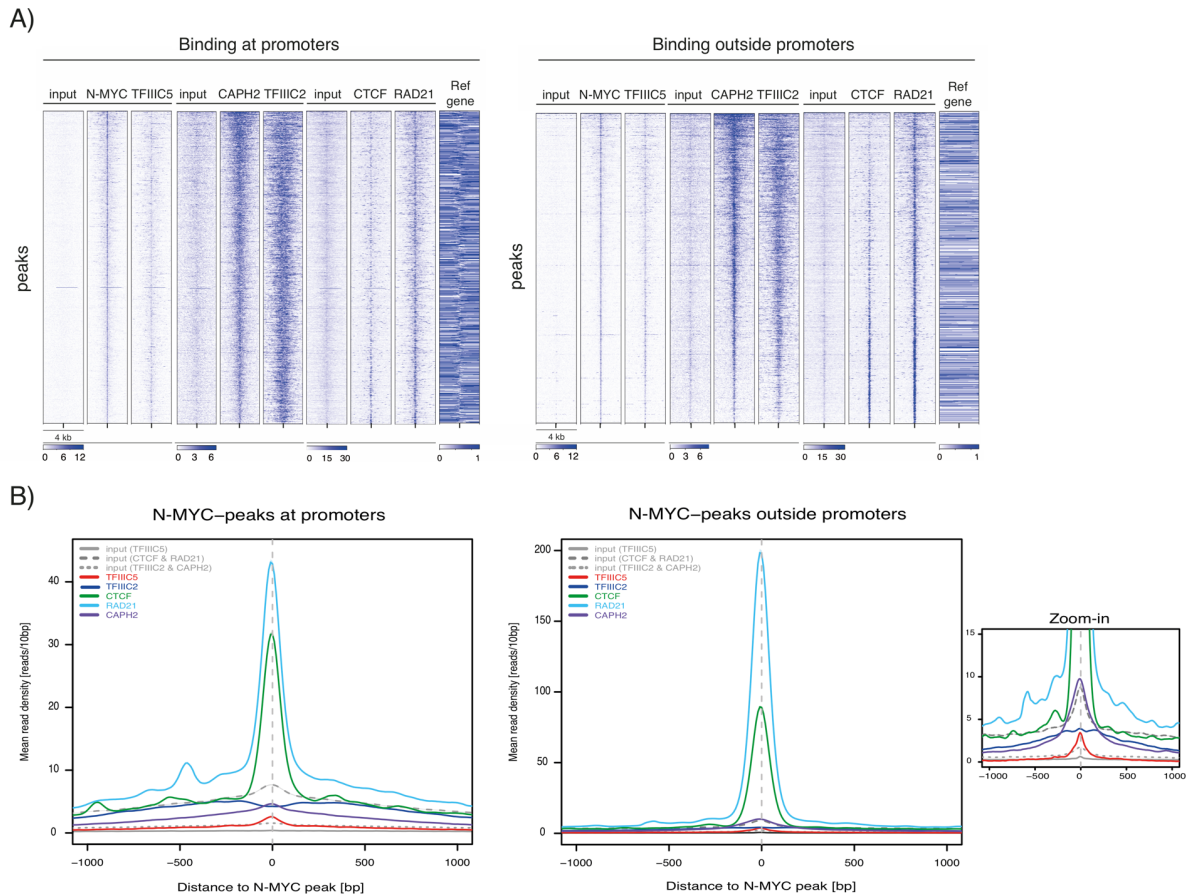 A)
Binding at promoters
Binding outside promoters
input N-MYC TFIIIC5 input CAPH2 TFIIIC2 input CTCF RAD21 Ref gene
input N-MYC TFIIIC5 input CAPH2 TFIIIC2 input CTCF RAD21 Ref gene
peaks
peaks
4 kb
0 6 12 0 3 6 0 15 30 0 1
4 kb
0 6 12 0 3 6 0 15 30 0 1
B)
N-MYC–peaks at promoters
input (TFIIIC5)
input (CTCF & RAD21)
input (TFIIIC2 & CAPH2)
TFIIIC5
TFIIIC2
CTCF
RAD21
CAPH2
Mean read density [reads/10bp]
40
30
20
10
0
−1000 −500 0 500 1000
Distance to N-MYC peak [bp]
N-MYC–peaks outside promoters
input (TFIIIC5)
input (CTCF & RAD21)
input (TFIIIC2 & CAPH2)
TFIIIC5
TFIIIC2
CTCF
RAD21
CAPH2
Mean read density [reads/10bp]
200
150
100
50
0
−1000 −500 0 500 1000
Distance to N-MYC peak [bp]
Zoom-in
15
10
5
0
−1000 −500 0 500 1000